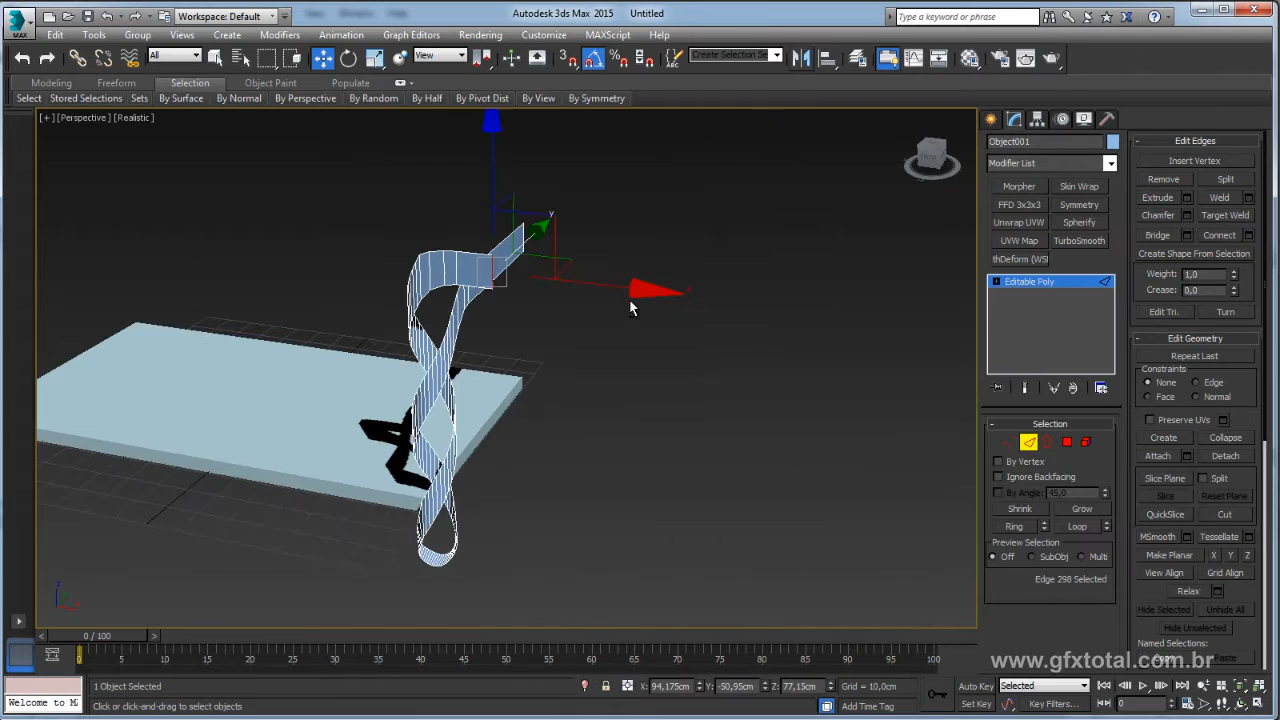 Workspace: Default
Autodesk 3ds Max 2015 Untitled
Type a keyword or phrase
MAX
Edit Tools Group Views Create Modifiers Animation Graph Editors Rendering Customize MAXScript Help
All
View
Create Selection Se
Modeling Freeform Selection Object Paint Populate
Select Stored Selections Sets By Surface By Normal By Perspective By Random By Half By Pivot Dist By View By Symmetry
[+] [Perspective] [Realistic]
y
z
Object001
Modifier List
Morpher Skin Wrap
FFD 3x3x3 Symmetry
Unwrap UVW Spherify
UVW Map TurboSmooth
thDeform (WSI
Editable Poly
Selection
By Vertex
Ignore Backfacing
By Angle: 45,0
Shrink Grow
Ring Loop
Preview Selection
Off SubObj Multi
Edge 298 Selected
Edit Edges
Insert Vertex
Remove Split
Extrude Weld
Chamfer Target Weld
Bridge Connect
Create Shape From Selection
Weight: 1,0
Crease: 0,0
Edit Tri. Turn
Edit Geometry
Repeat Last
Constraints
None Edge
Face Normal
Preserve UVs
Create Collapse
Attach Detach
Slice Plane Split
Slice Reset Plane
QuickSlice Cut
MSmooth Tessellate
Make Planar X Y Z
View Align Grid Align
Relax
Hide Selected Unhide All
Hide Unselected
Named Selections:
Copy Paste
www.gfxtotal.com.br
0 / 100
0 5 10 15 20 25 30 35 40 45 50 55 60 65 70 75 80 85 90 95 100
1 Object Selected
X: 94,175cm Y: -50,95cm Z: 77,15cm Grid = 10,0cm
Auto Key Selected
Welcome to M
Click or click-and-drag to select objects
Add Time Tag
Set Key Key Filters... 0